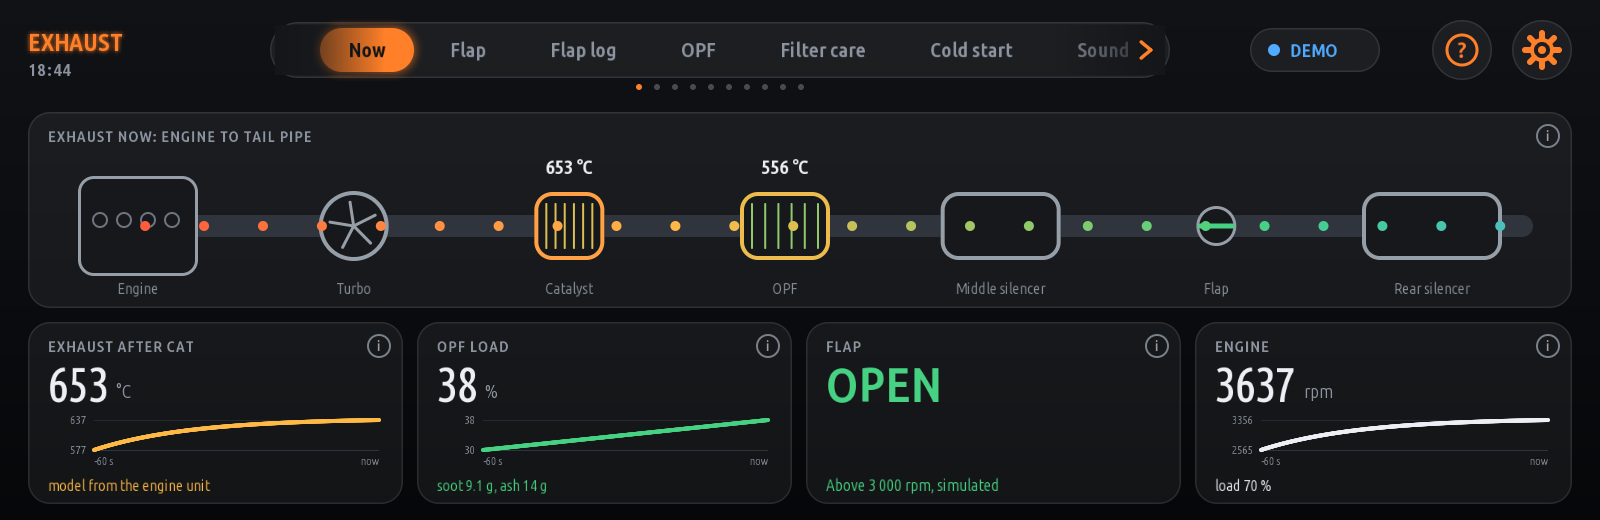 EXHAUST
18:44
Now
Flap
Flap log
OPF
Filter care
Cold start
Sound
DEMO
?
EXHAUST NOW: ENGINE TO TAIL PIPE
i
653 °C
556 °C
Engine
Turbo
Catalyst
OPF
Middle silencer
Flap
Rear silencer
EXHAUST AFTER CAT
i
653 °C
637
577
-60 s
now
model from the engine unit
OPF LOAD
i
38 %
38
30
-60 s
now
soot 9.1 g, ash 14 g
FLAP
i
OPEN
Above 3 000 rpm, simulated
ENGINE
i
3637 rpm
3356
2565
-60 s
now
load 70 %